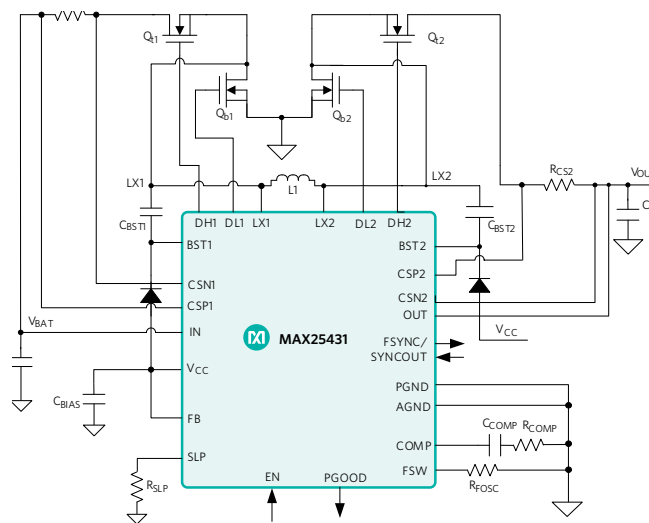 Qt1
Qt2
Qb1
Qb2
LX1
L1
LX2
RCS2
VOU
C
CBST1
CBST2
DH1
DL1
LX1
LX2
DL2
DH2
BST1
BST2
CSP2
CSN1
CSN2
CSP1
OUT
VBAT
IN
VCC
MAX25431
FSYNC/
SYNCOUT
VCC
PGND
CBIAS
AGND
FB
CCOMP
RCOMP
COMP
SLP
FSW
RSLP
EN
PGOOD
RFOSC